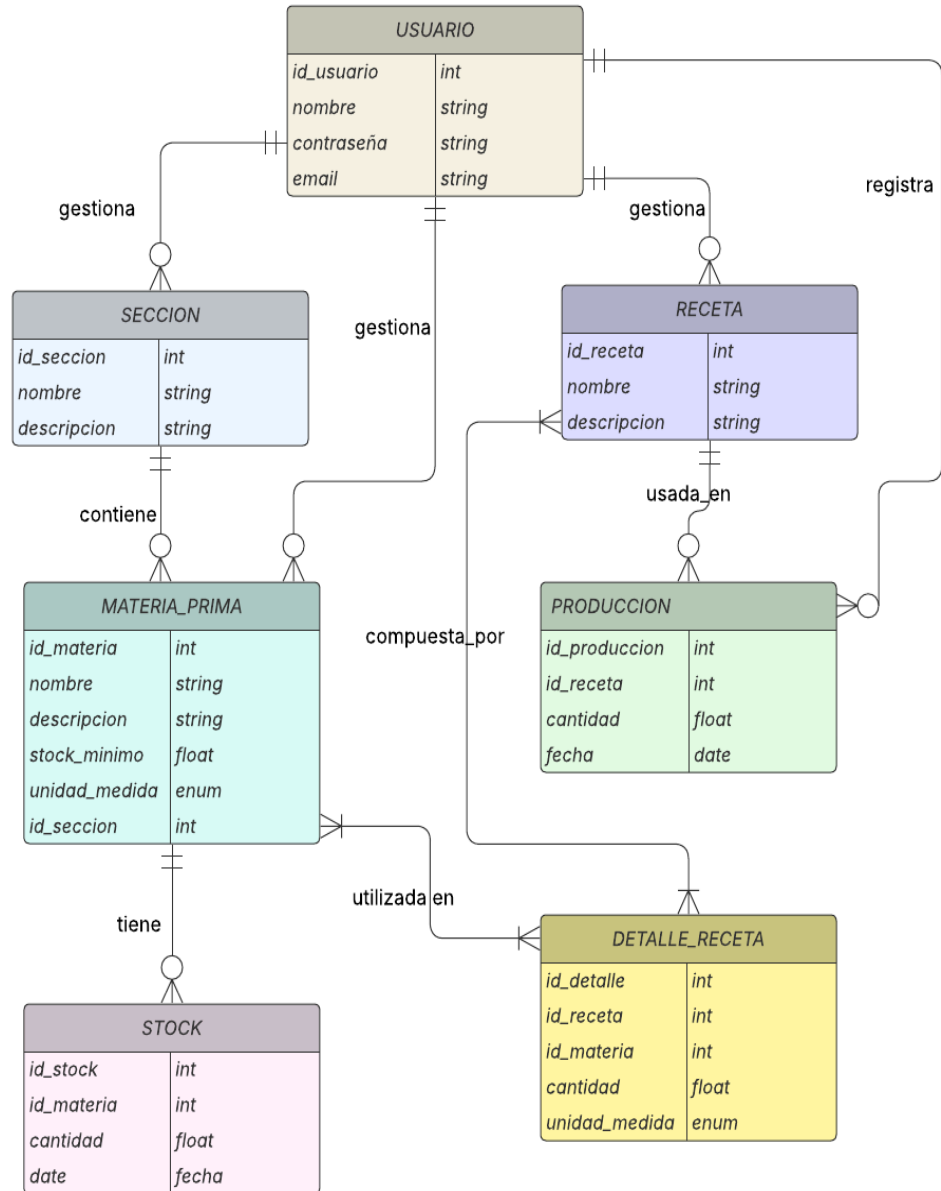 USUARIO
id_usuario int
nombre string
contraseña string
email string
registra
gestiona
gestiona
SECCION
id_seccion int
nombre string
descripcion string
gestiona
RECETA
id_receta int
nombre string
descripcion string
contiene
usada_en
MATERIA_PRIMA
id_materia int
nombre string
descripcion string
stock_minimo float
unidad_medida enum
id_seccion int
compuesta_por
PRODUCCION
id_produccion int
id_receta int
cantidad float
fecha date
tiene
utilizada en
STOCK
id_stock int
id_materia int
cantidad float
date fecha
DETALLE_RECETA
id_detalle int
id_receta int
id_materia int
cantidad float
unidad_medida enum